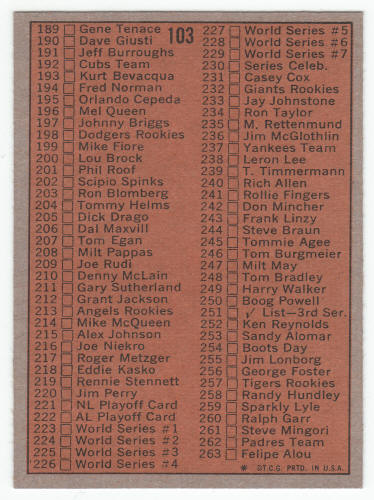 103
189 Gene Tenace
190 Dave Giusti
191 Jeff Burroughs
192 Cubs Team
193 Kurt Bevacqua
194 Fred Norman
195 Orlando Cepeda
196 Mel Queen
197 Johnny Briggs
198 Dodgers Rookies
199 Mike Fiore
200 Lou Brock
201 Phil Roof
202 Scipio Spinks
203 Ron Blomberg
204 Tommy Helms
205 Dick Drago
206 Dal Maxvill
207 Tom Egan
208 Milt Pappas
209 Joe Rudi
210 Denny McLain
211 Gary Sutherland
212 Grant Jackson
213 Angels Rookies
214 Mike McQueen
215 Alex Johnson
216 Joe Niekro
217 Roger Metzger
218 Eddie Kasko
219 Rennie Stennett
220 Jim Perry
221 NL Playoff Card
222 AL Playoff Card
223 World Series #1
224 World Series #2
225 World Series #3
226 World Series #4
227 World Series #5
228 World Series #6
229 World Series #7
230 Series Celeb.
231 Casey Cox
232 Giants Rookies
233 Jay Johnstone
234 Ron Taylor
235 M. Rettenmund
236 Jim McGlothlin
237 Yankees Team
238 Leron Lee
239 T. Timmermann
240 Rich Allen
241 Rollie Fingers
242 Don Mincher
243 Frank Linzy
244 Steve Braun
245 Tommie Agee
246 Tom Burgmeier
247 Milt May
248 Tom Bradley
249 Harry Walker
250 Boog Powell
251 √ List—3rd Ser.
252 Ken Reynolds
253 Sandy Alomar
254 Boots Day
255 Jim Lonborg
256 George Foster
257 Tigers Rookies
258 Randy Hundley
259 Sparky Lyle
260 Ralph Garr
261 Steve Mingori
262 Padres Team
263 Felipe Alou
* ©T.C.G. PRTD. IN U.S.A.